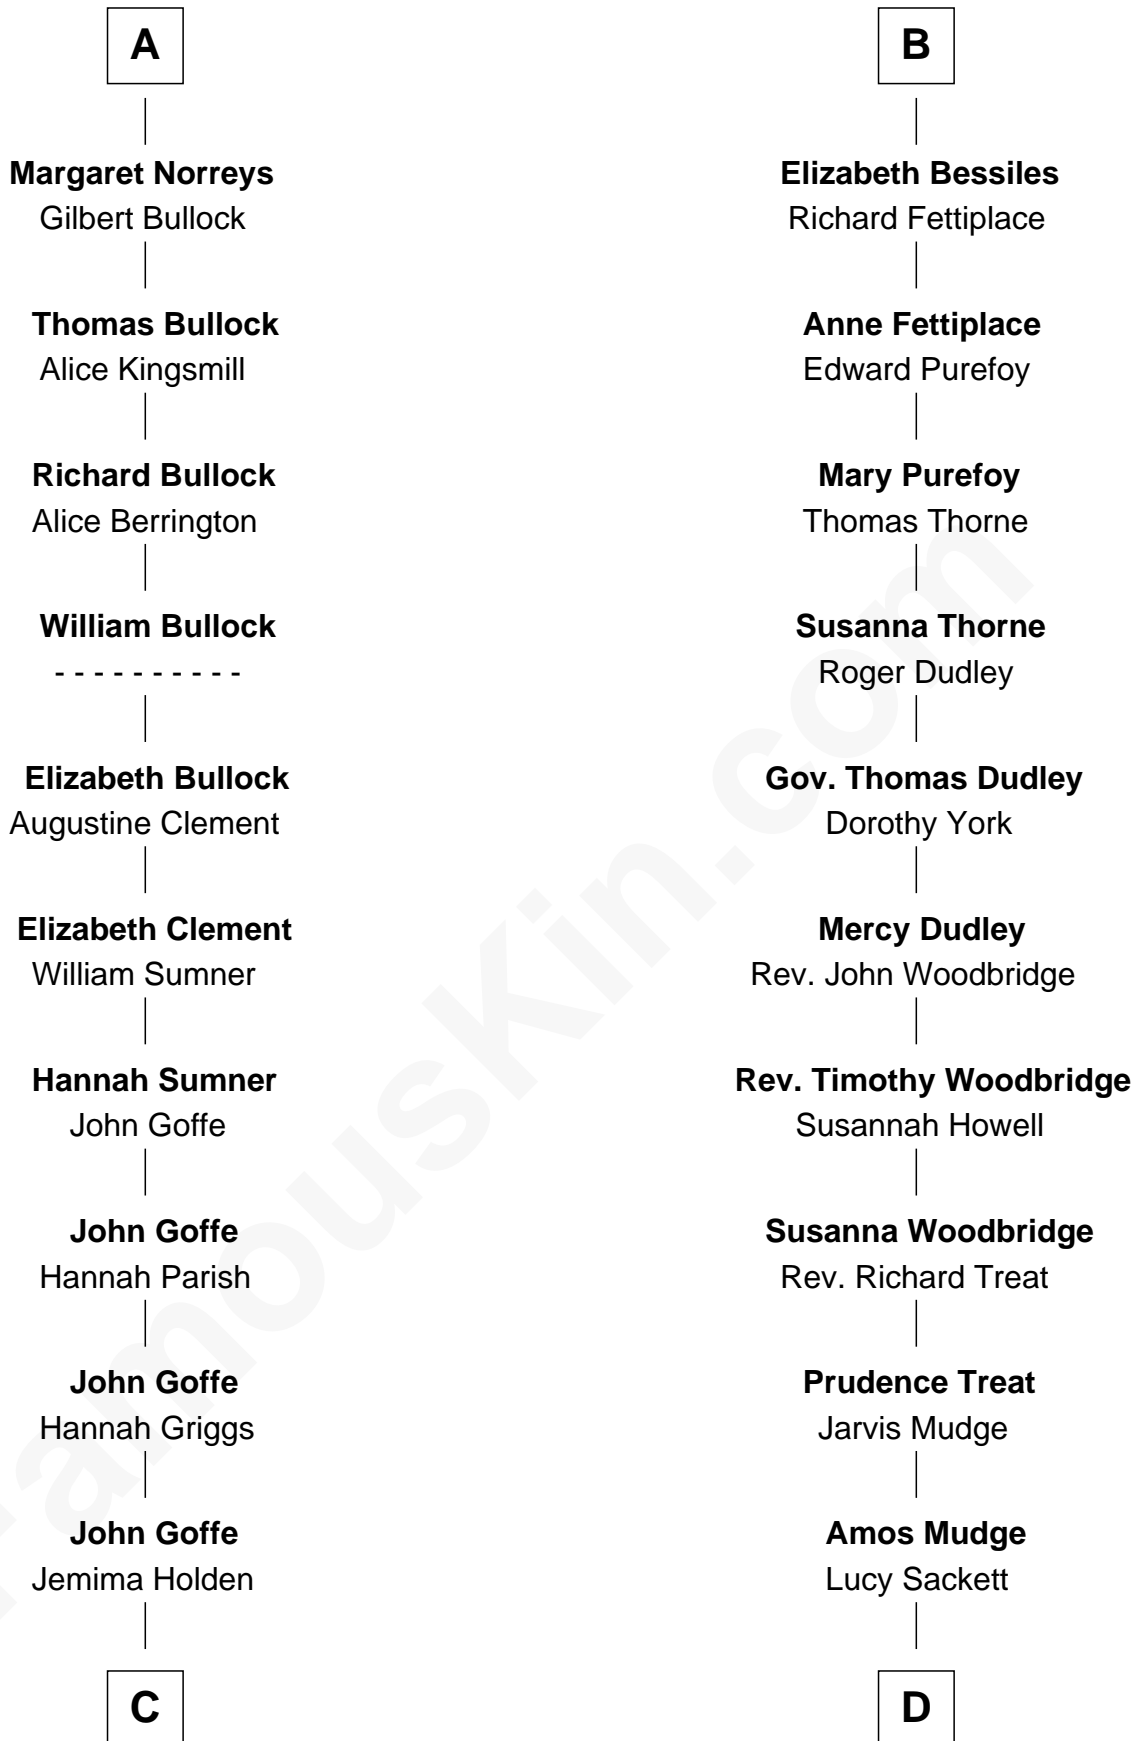 A
Margaret Norreys
Gilbert Bullock
Thomas Bullock
Alice Kingsmill
Richard Bullock
Alice Berrington
William Bullock
- - - - - - - - - -
Elizabeth Bullock
Augustine Clement
Elizabeth Clement
William Sumner
Hannah Sumner
John Goffe
John Goffe
Hannah Parish
John Goffe
Hannah Griggs
John Goffe
Jemima Holden
C
B
Elizabeth Bessiles
Richard Fettiplace
Anne Fettiplace
Edward Purefoy
Mary Purefoy
Thomas Thorne
Susanna Thorne
Roger Dudley
Gov. Thomas Dudley
Dorothy York
Mercy Dudley
Rev. John Woodbridge
Rev. Timothy Woodbridge
Susannah Howell
Susanna Woodbridge
Rev. Richard Treat
Prudence Treat
Jarvis Mudge
Amos Mudge
Lucy Sackett
D
FamousKin.com